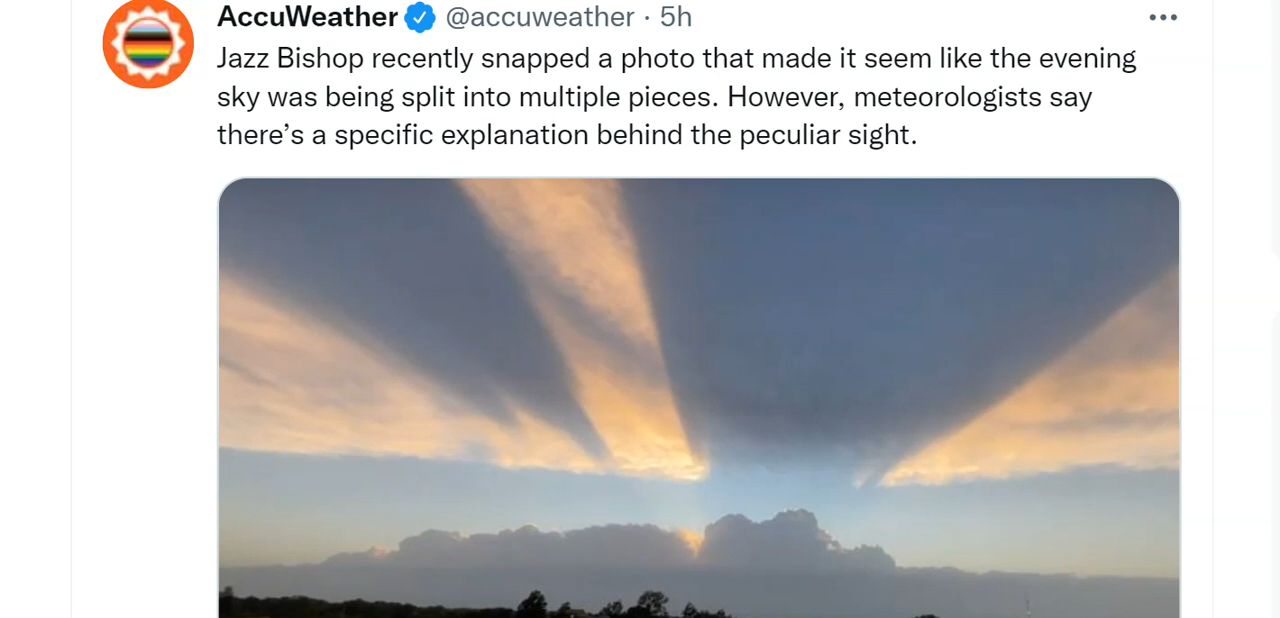 AccuWeather @accuweather · 5h
Jazz Bishop recently snapped a photo that made it seem like the evening
sky was being split into multiple pieces. However, meteorologists say
there’s a specific explanation behind the peculiar sight.